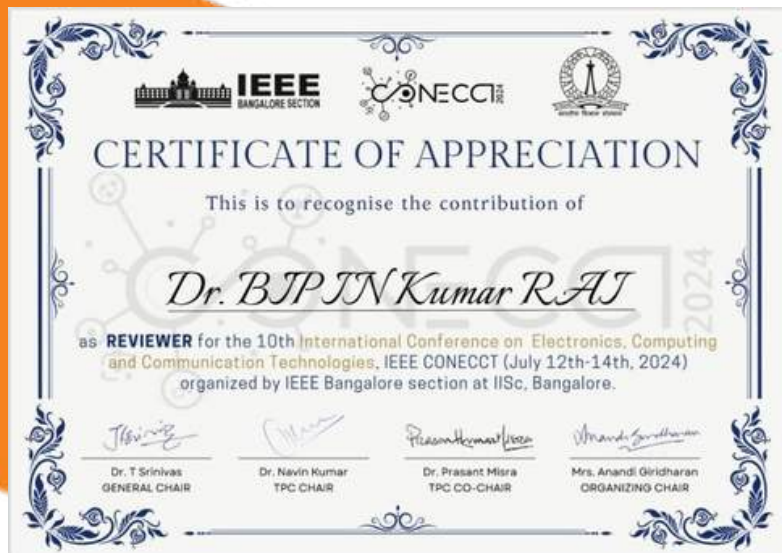 IEEE
BANGALORE SECTION
CONECCT 2024
भारतीय विज्ञान संस्थान
CERTIFICATE OF APPRECIATION
This is to recognise the contribution of
CONECCT 2024
Dr. BIPIN Kumar RAI
as REVIEWER for the 10th International Conference on Electronics, Computing
and Communication Technologies, IEEE CONECCT (July 12th-14th, 2024)
organized by IEEE Bangalore section at IISc, Bangalore.
Dr. T Srinivas
GENERAL CHAIR
Dr. Navin Kumar
TPC CHAIR
Dr. Prasant Misra
TPC CO-CHAIR
Mrs. Anandi Giridharan
ORGANIZING CHAIR